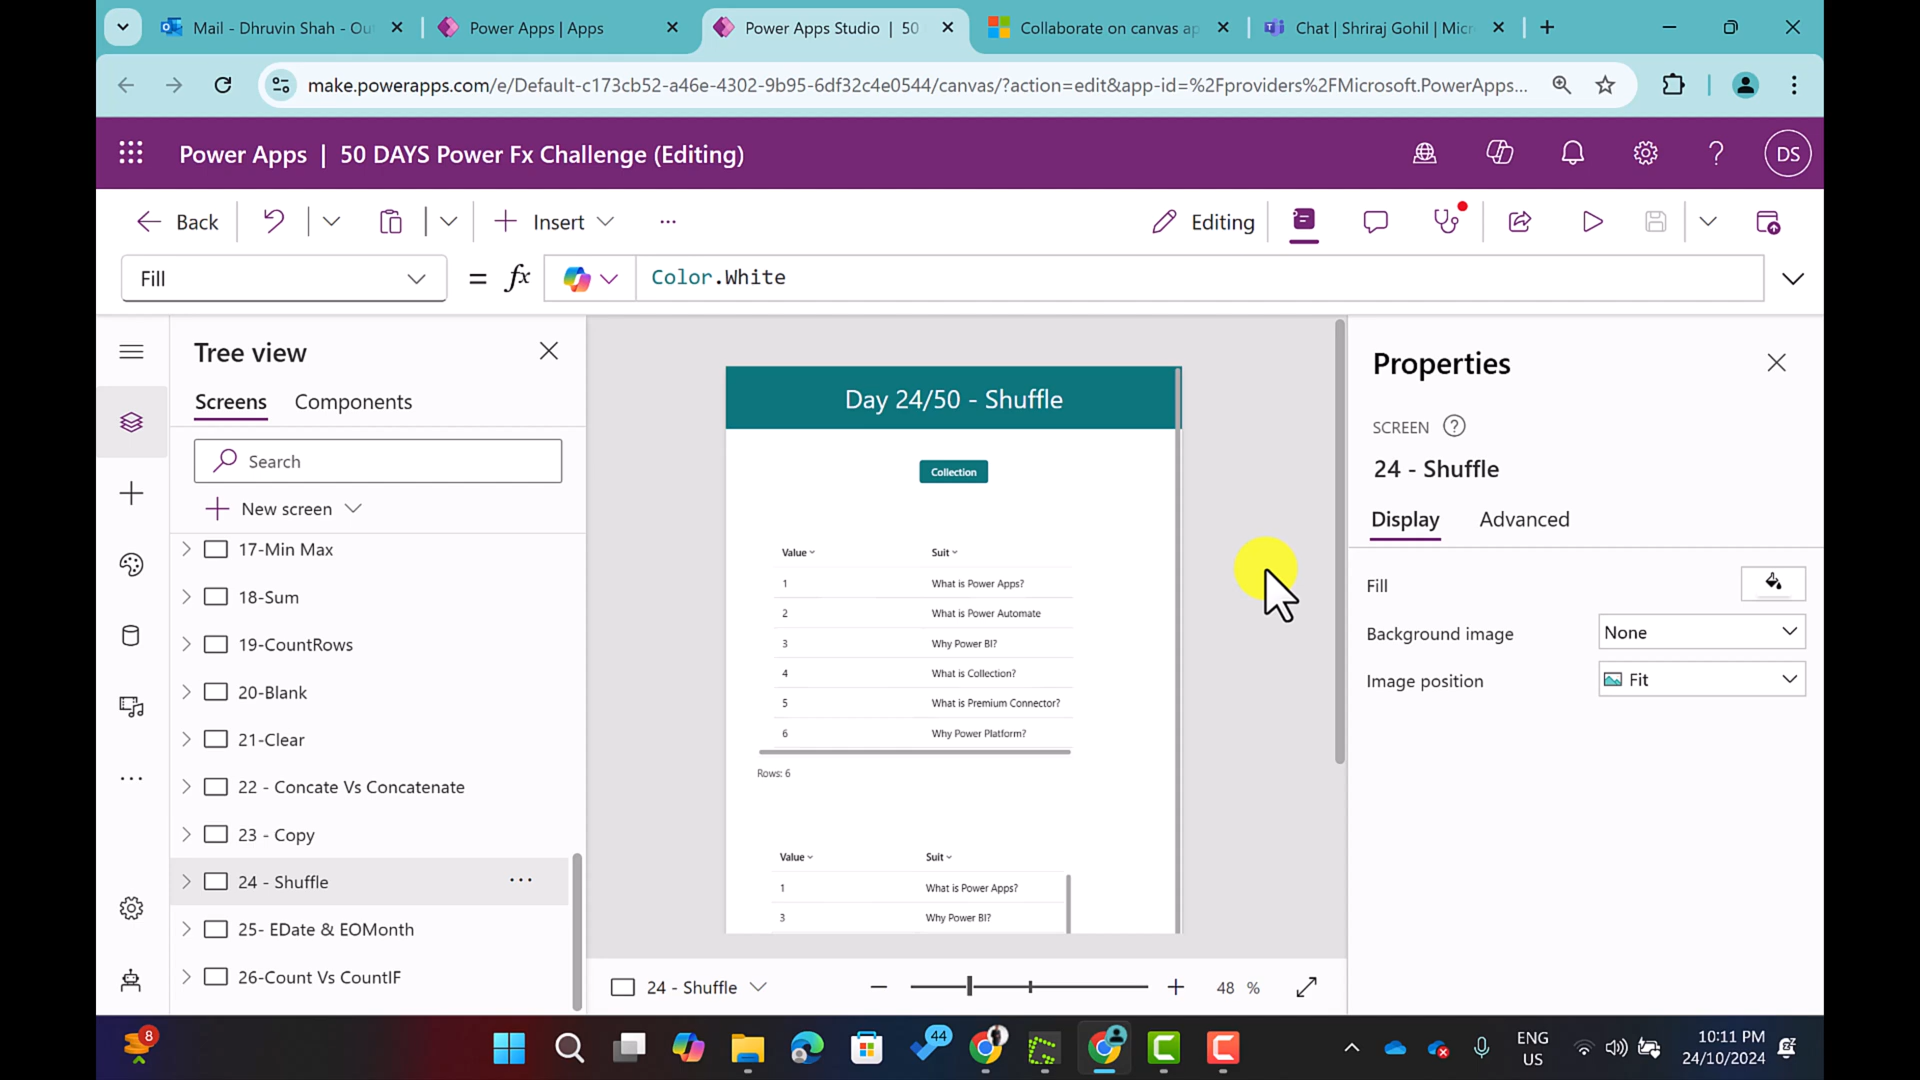 Mail - Dhruvin Shah - Out
Power Apps | Apps
Power Apps Studio | 50
Collaborate on canvas ap
Chat | Shriraj Gohil | Micr
make.powerapps.com/e/Default-c173cb52-a46e-4302-9b95-6df32c4e0544/canvas/?action=edit&app-id=%2Fproviders%2FMicrosoft.PowerApps...
Power Apps | 50 DAYS Power Fx Challenge (Editing)
DS
Back
Insert
Editing
Fill
= fx
Color.White
Tree view
Screens
Components
Search
New screen
17-Min Max
18-Sum
19-CountRows
20-Blank
21-Clear
22 - Concate Vs Concatenate
23 - Copy
24 - Shuffle
25- EDate & EOMonth
26-Count Vs CountIF
Day 24/50 - Shuffle
Collection
Value Suit
1 What is Power Apps?
2 What is Power Automate
3 Why Power BI?
4 What is Collection?
5 What is Premium Connector?
6 Why Power Platform?
Rows: 6
Value Suit
1 What is Power Apps?
3 Why Power BI?
24 - Shuffle
48 %
Properties
SCREEN
24 - Shuffle
Display
Advanced
Fill
Background image
None
Image position
Fit
8
44
ENG
US
10:11 PM
24/10/2024